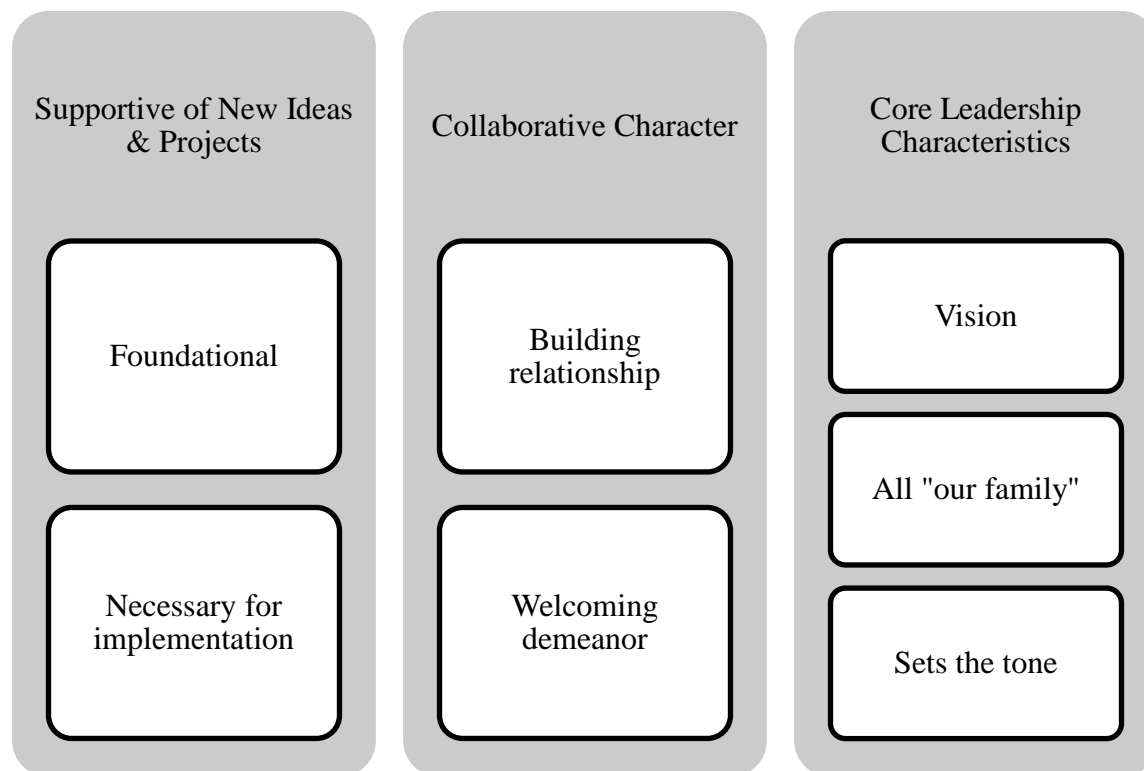 Supportive of New Ideas
& Projects
Foundational
Necessary for
implementation
Collaborative Character
Building
relationship
Welcoming
demeanor
Core Leadership
Characteristics
Vision
All "our family"
Sets the tone